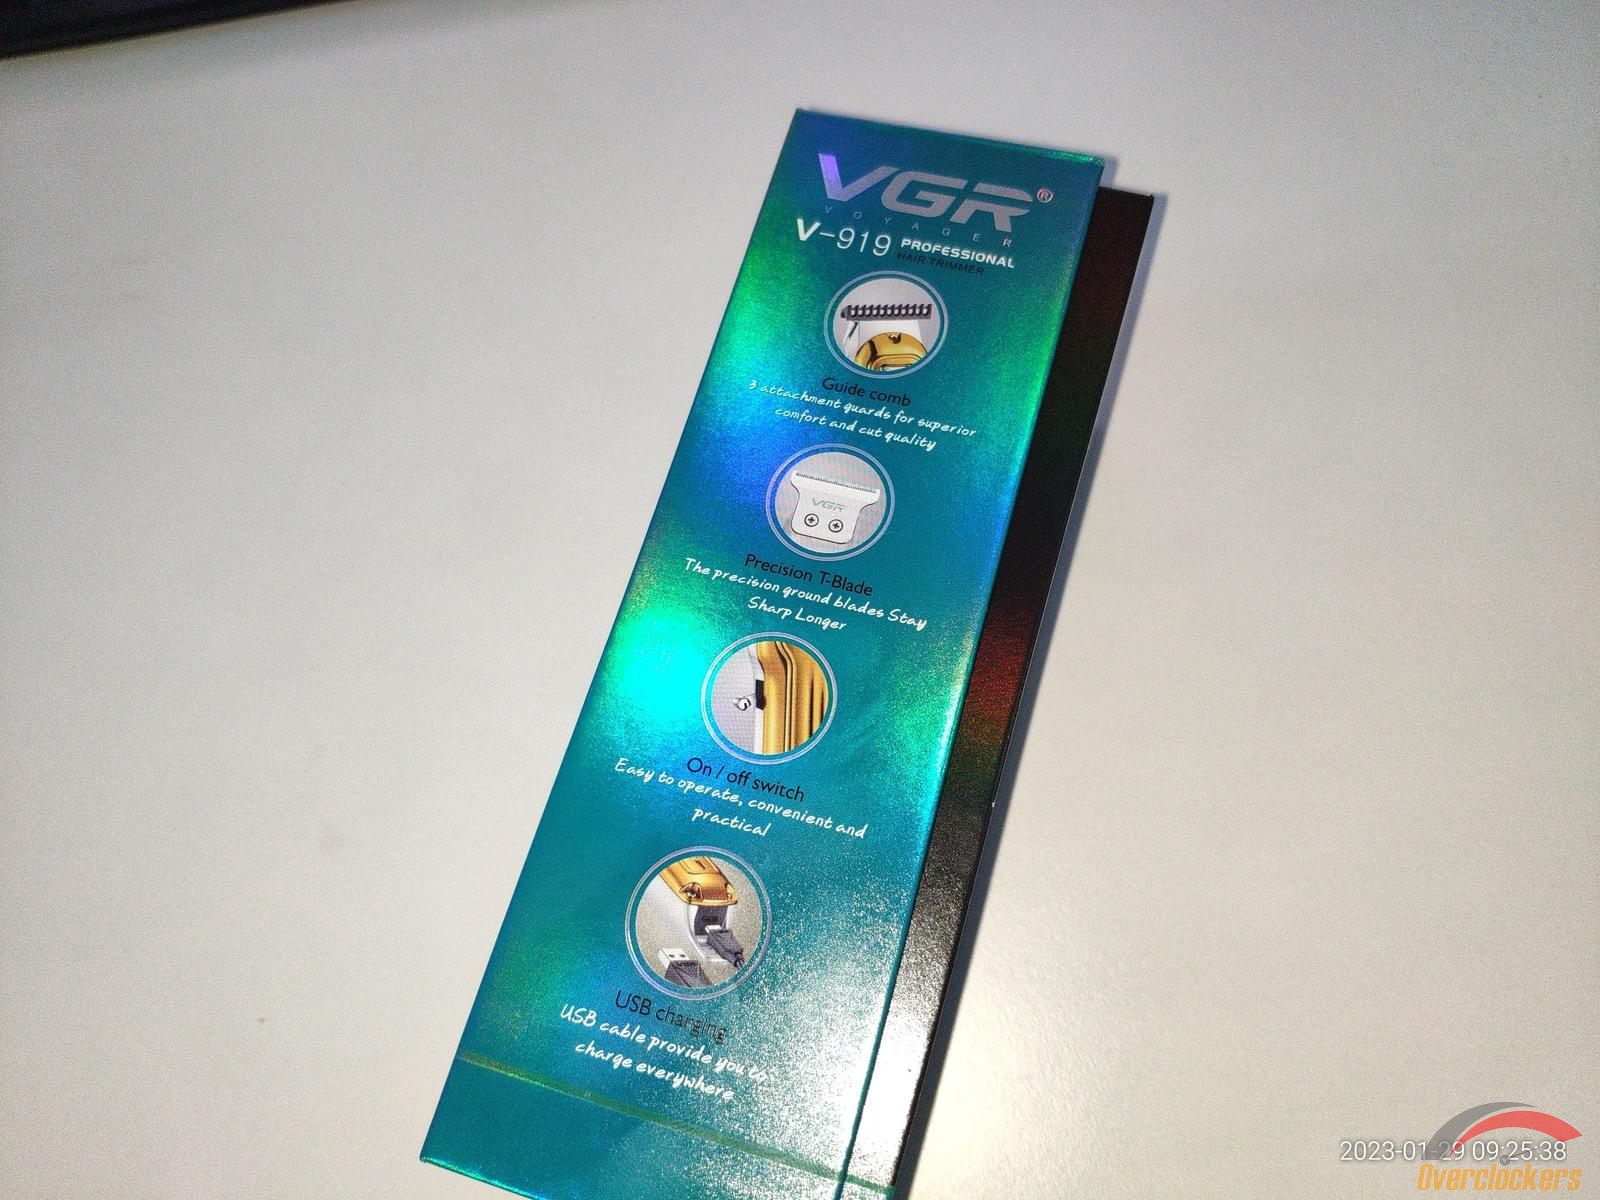 VGR®
VOYAGER
V-919 PROFESSIONAL
HAIR TRIMMER
Guide comb
3 attachment guards for superior
comfort and cut quality
VGR
Precision T-Blade
The precision ground blades Stay
Sharp Longer
On / off switch
Easy to operate, convenient and
practical
USB charging
USB cable provide you to
charge everywhere
2023-01-29 09:25:38
Overclockers